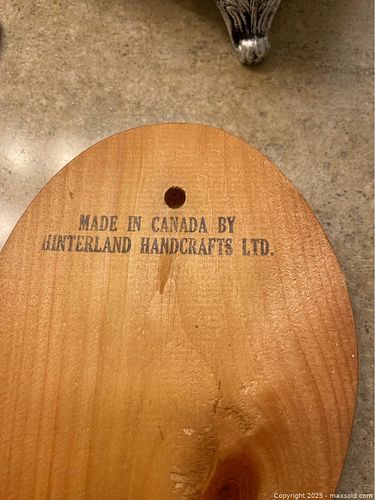 MADE IN CANADA BY
HINTERLAND HANDCRAFTS LTD.
Copyright 2025 - maxsold.com